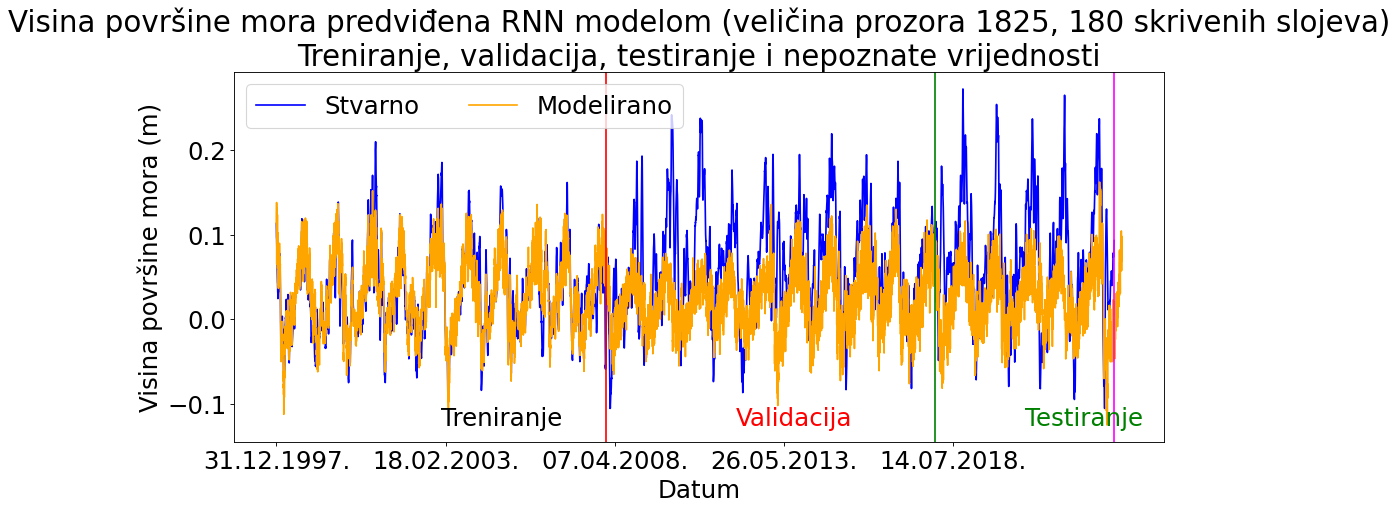 Visina površine mora predviđena RNN modelom (veličina prozora 1825, 180 skrivenih slojeva)
Treniranje, validacija, testiranje i nepoznate vrijednosti
Stvarno
Modelirano
Visina površine mora (m)
0.2
0.1
0.0
−0.1
Treniranje
Validacija
Testiranje
31.12.1997.
18.02.2003.
07.04.2008.
26.05.2013.
14.07.2018.
Datum